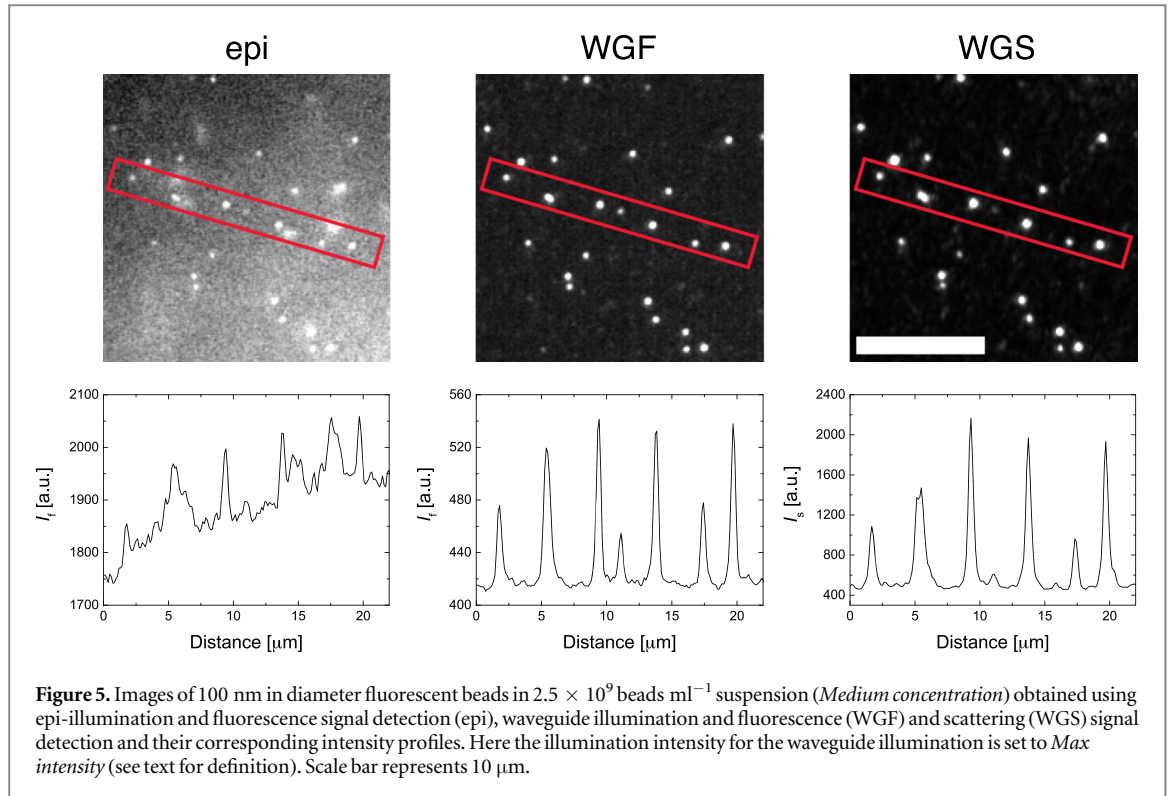 epi
WGF
WGS
2100
2000
1900
1800
1700
I_f [a.u.]
0 5 10 15 20
Distance [μm]
560
520
480
440
400
I_f [a.u.]
0 5 10 15 20
Distance [μm]
2400
2000
1600
1200
800
400
I_s [a.u.]
0 5 10 15 20
Distance [μm]
Figure 5. Images of 100 nm in diameter fluorescent beads in 2.5 × 10⁹ beads ml⁻¹ suspension (Medium concentration) obtained using
epi-illumination and fluorescence signal detection (epi), waveguide illumination and fluorescence (WGF) and scattering (WGS) signal
detection and their corresponding intensity profiles. Here the illumination intensity for the waveguide illumination is set to Max
intensity (see text for definition). Scale bar represents 10 μm.